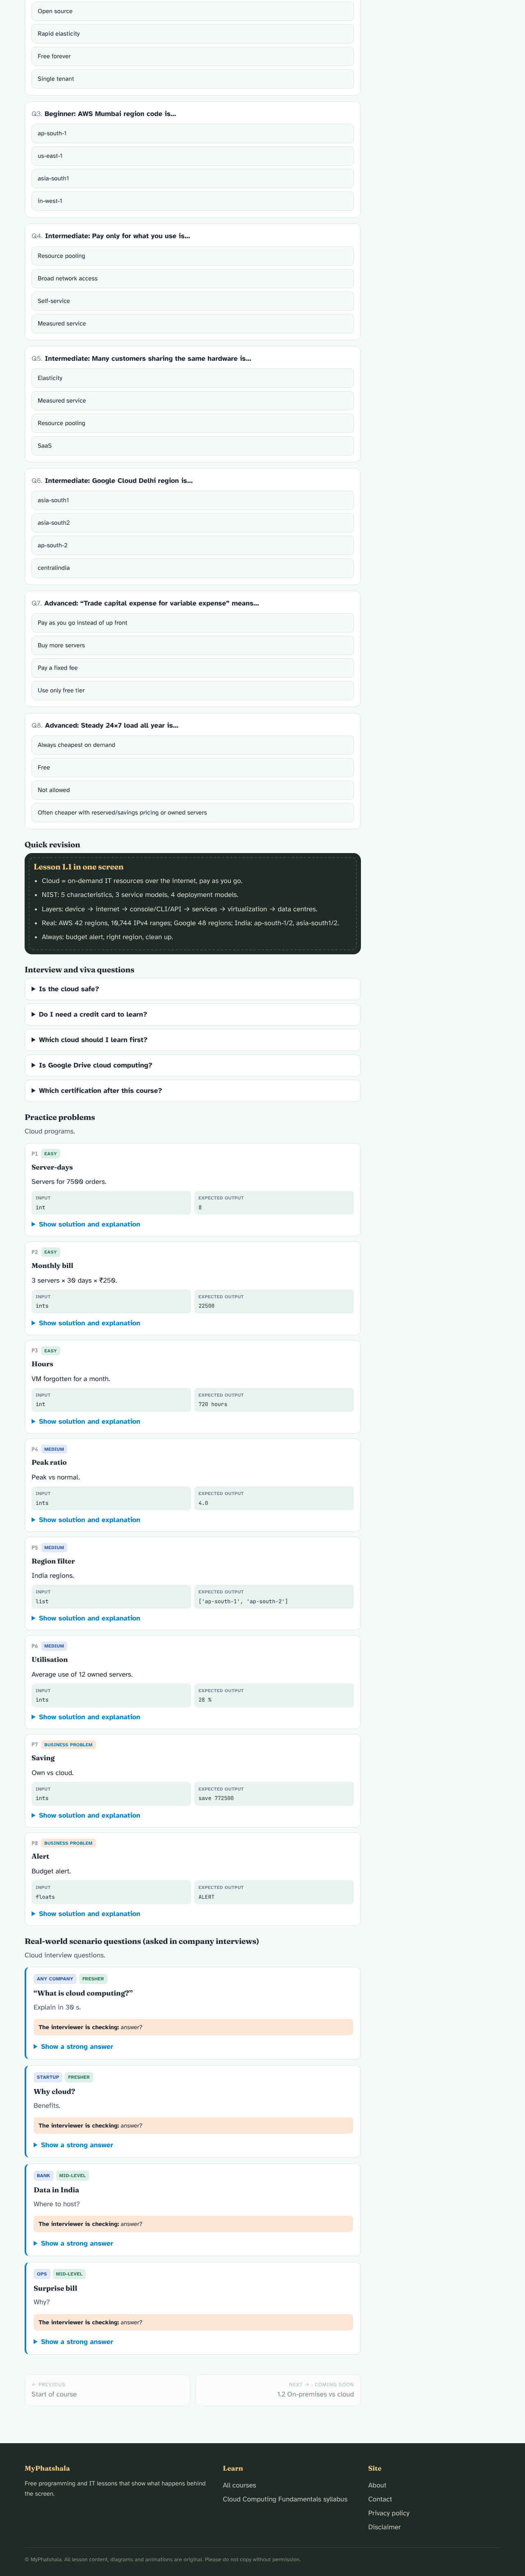 Open source
Rapid elasticity
Free forever
Single tenant
Q3. Beginner: AWS Mumbai region code is...
ap-south-1
us-east-1
asia-south1
in-west-1
Q4. Intermediate: Pay only for what you use is...
Resource pooling
Broad network access
Self-service
Measured service
Q5. Intermediate: Many customers sharing the same hardware is...
Elasticity
Measured service
Resource pooling
SaaS
Q6. Intermediate: Google Cloud Delhi region is...
asia-south1
asia-south2
ap-south-2
centralindia
Q7. Advanced: “Trade capital expense for variable expense” means...
Pay as you go instead of up front
Buy more servers
Pay a fixed fee
Use only free tier
Q8. Advanced: Steady 24×7 load all year is...
Always cheapest on demand
Free
Not allowed
Often cheaper with reserved/savings pricing or owned servers
Quick revision
Lesson 1.1 in one screen
• Cloud = on-demand IT resources over the internet, pay as you go.
• NIST: 5 characteristics, 3 service models, 4 deployment models.
• Layers: device → internet → console/CLI/API → services → virtualization → data centres.
• Real: AWS 42 regions, 10,744 IPv4 ranges; Google 48 regions; India: ap-south-1/2, asia-south1/2.
• Always: budget alert, right region, clean up.
Interview and viva questions
▶ Is the cloud safe?
▶ Do I need a credit card to learn?
▶ Which cloud should I learn first?
▶ Is Google Drive cloud computing?
▶ Which certification after this course?
Practice problems
Cloud programs.
P1 EASY
Server-days
Servers for 7500 orders.
INPUT EXPECTED OUTPUT
int 8
▶ Show solution and explanation
P2 EASY
Monthly bill
3 servers × 30 days × ₹250.
INPUT EXPECTED OUTPUT
ints 22500
▶ Show solution and explanation
P3 EASY
Hours
VM forgotten for a month.
INPUT EXPECTED OUTPUT
int 720 hours
▶ Show solution and explanation
P4 MEDIUM
Peak ratio
Peak vs normal.
INPUT EXPECTED OUTPUT
ints 4.0
▶ Show solution and explanation
P5 MEDIUM
Region filter
India regions.
INPUT EXPECTED OUTPUT
list ['ap-south-1', 'ap-south-2']
▶ Show solution and explanation
P6 MEDIUM
Utilisation
Average use of 12 owned servers.
INPUT EXPECTED OUTPUT
ints 28 %
▶ Show solution and explanation
P7 BUSINESS PROBLEM
Saving
Own vs cloud.
INPUT EXPECTED OUTPUT
ints save 772500
▶ Show solution and explanation
P8 BUSINESS PROBLEM
Alert
Budget alert.
INPUT EXPECTED OUTPUT
floats ALERT
▶ Show solution and explanation
Real-world scenario questions (asked in company interviews)
Cloud interview questions.
ANY COMPANY FRESHER
“What is cloud computing?”
Explain in 30 s.
The interviewer is checking: answer?
▶ Show a strong answer
STARTUP FRESHER
Why cloud?
Benefits.
The interviewer is checking: answer?
▶ Show a strong answer
BANK MID-LEVEL
Data in India
Where to host?
The interviewer is checking: answer?
▶ Show a strong answer
OPS MID-LEVEL
Surprise bill
Why?
The interviewer is checking: answer?
▶ Show a strong answer
← PREVIOUS
Start of course
NEXT → · COMING SOON
1.2 On-premises vs cloud
MyPhatshala
Free programming and IT lessons that show what happens behind
the screen.
Learn
All courses
Cloud Computing Fundamentals syllabus
Site
About
Contact
Privacy policy
Disclaimer
© MyPhatshala. All lesson content, diagrams and animations are original. Please do not copy without permission.